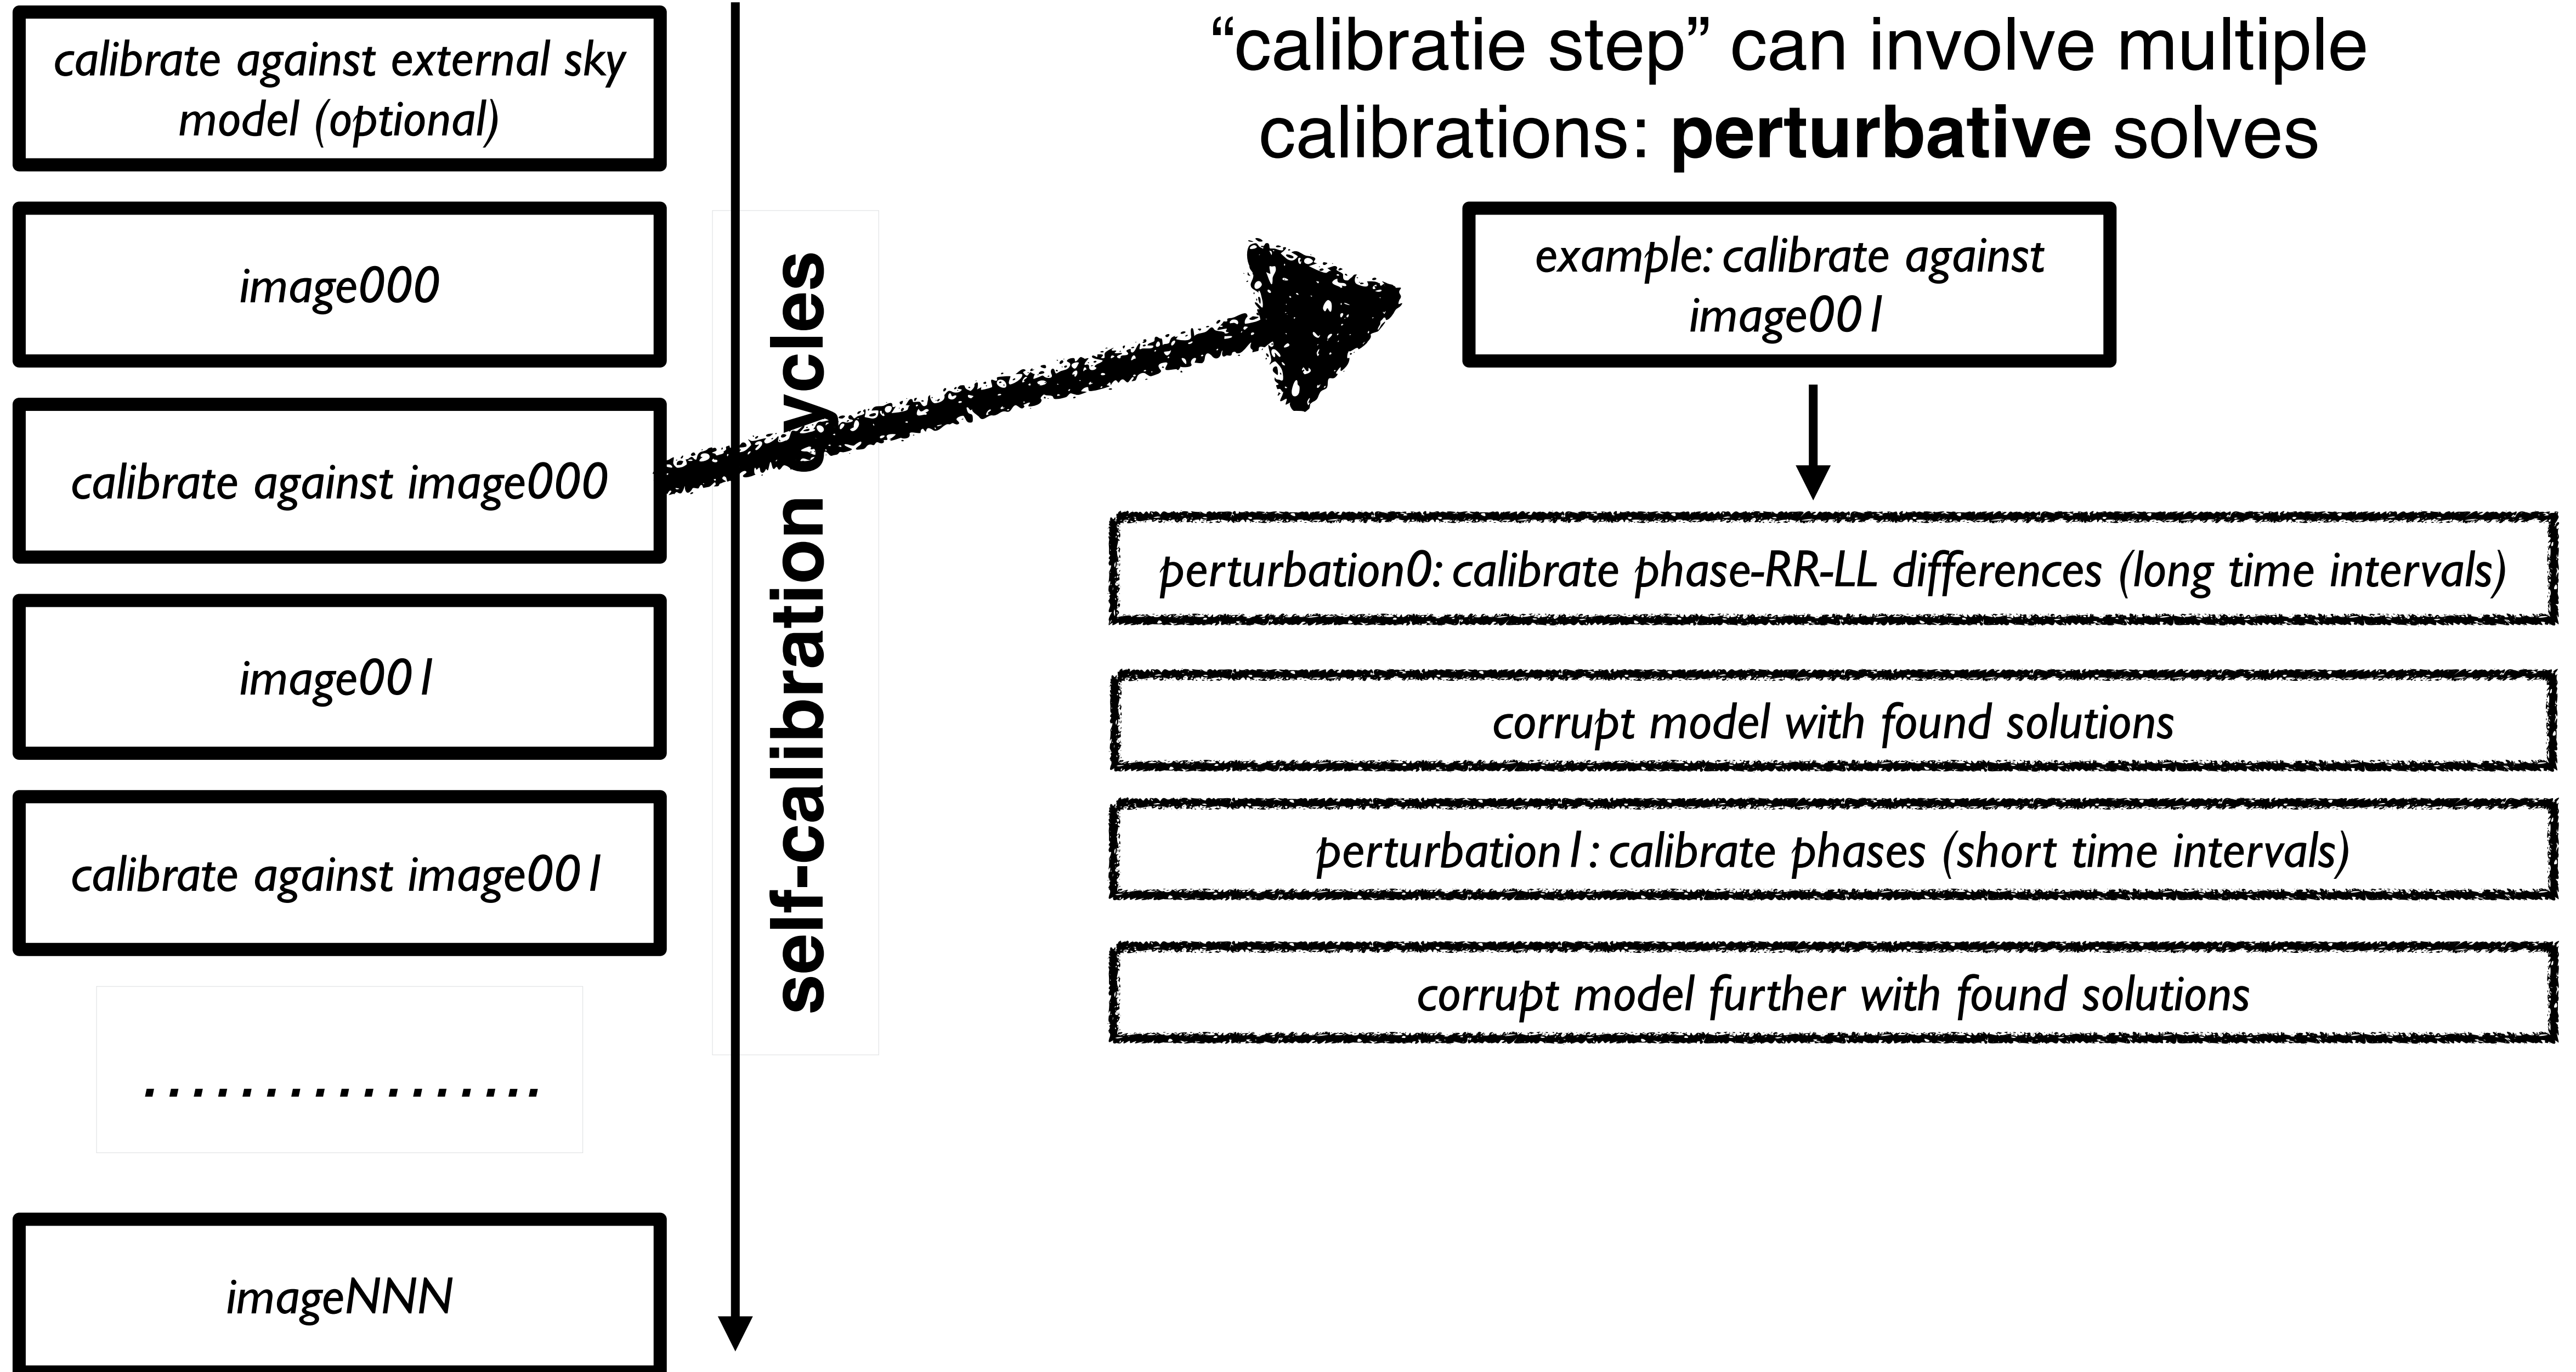 calibrate against external sky
model (optional)
image000
calibrate against image000
image001
calibrate against image001
.................
imageNNN
self-calibration cycles
“calibratie step” can involve multiple
calibrations: perturbative solves
example: calibrate against
image001
perturbation0: calibrate phase-RR-LL differences (long time intervals)
corrupt model with found solutions
perturbation1: calibrate phases (short time intervals)
corrupt model further with found solutions